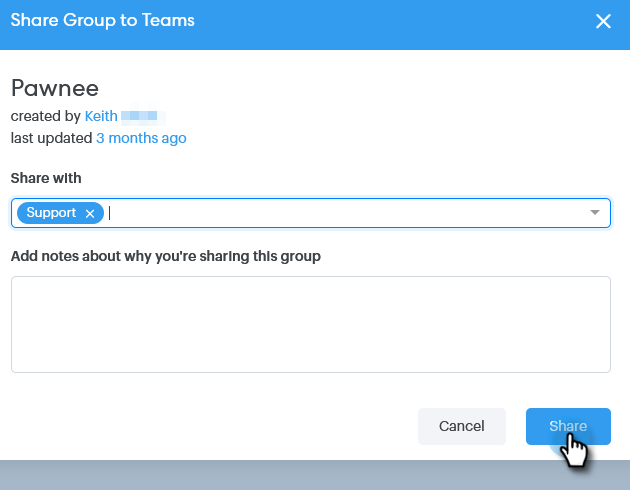 Share Group to Teams
Pawnee
created by Keith
last updated 3 months ago
Share with
Support
Add notes about why you're sharing this group
Cancel
Share